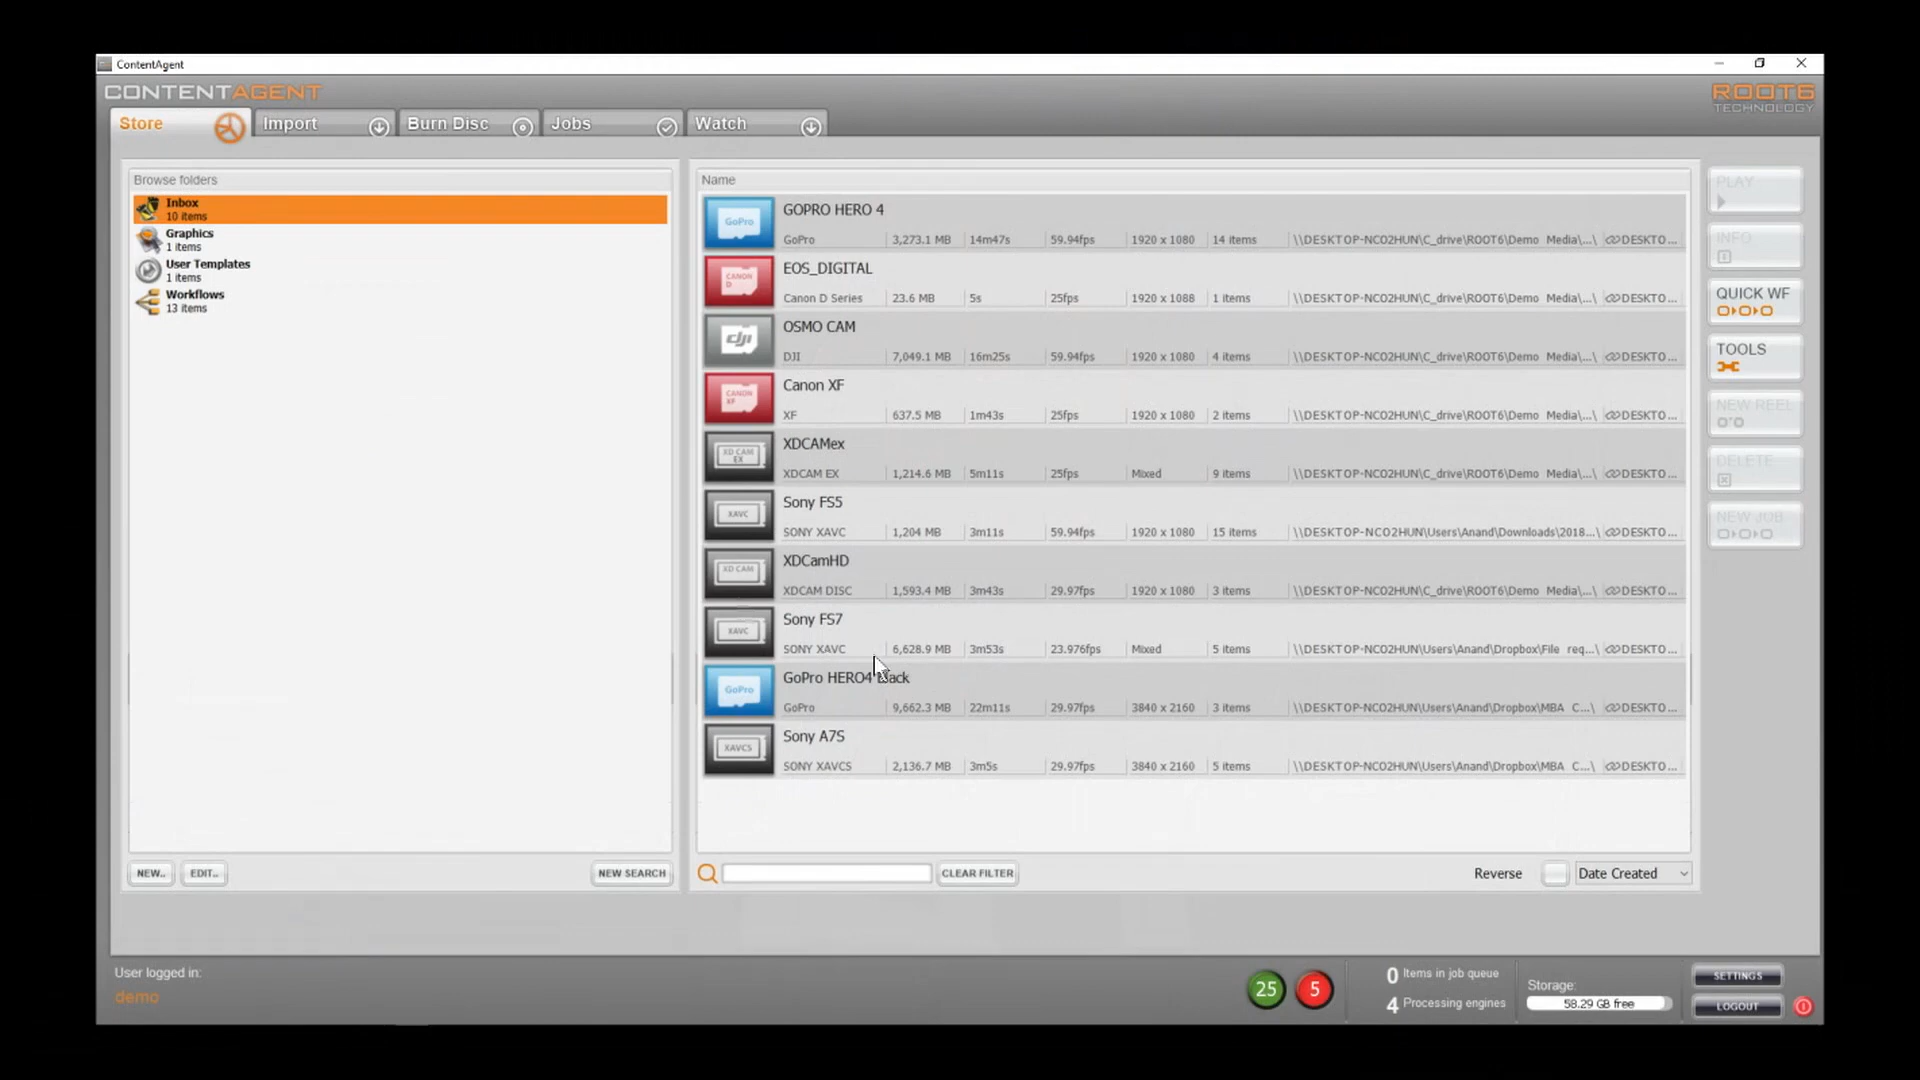 ContentAgent
CONTENTAGENT
ROOT6
TECHNOLOGY
Store
Import
Burn Disc
Jobs
Watch
Browse folders
Inbox
10 items
Graphics
1 items
User Templates
1 items
Workflows
13 items
NEW..
EDIT..
NEW SEARCH
Name
GoPro
GOPRO HERO 4
GoPro 3,273.1 MB 14m47s 59.94fps 1920 x 1080 14 items \\DESKTOP-NCO2HUN\C_drive\ROOT6\Demo Media\...\ DESKTO...
CANON D
EOS_DIGITAL
Canon D Series 23.6 MB 5s 25fps 1920 x 1088 1 items \\DESKTOP-NCO2HUN\C_drive\ROOT6\Demo Media\...\ DESKTO...
dji
OSMO CAM
DJI 7,049.1 MB 16m25s 59.94fps 1920 x 1080 4 items \\DESKTOP-NCO2HUN\C_drive\ROOT6\Demo Media\...\ DESKTO...
CANON XF
Canon XF
XF 637.5 MB 1m43s 25fps 1920 x 1080 2 items \\DESKTOP-NCO2HUN\C_drive\ROOT6\Demo Media\...\ DESKTO...
XD CAM EX
XDCAMex
XDCAM EX 1,214.6 MB 5m11s 25fps Mixed 9 items \\DESKTOP-NCO2HUN\C_drive\ROOT6\Demo Media\...\ DESKTO...
XAVC
Sony FS5
SONY XAVC 1,204 MB 3m11s 59.94fps 1920 x 1080 15 items \\DESKTOP-NCO2HUN\Users\Anand\Downloads\2018...\ DESKTO...
XD CAM
XDCamHD
XDCAM DISC 1,593.4 MB 3m43s 29.97fps 1920 x 1080 3 items \\DESKTOP-NCO2HUN\C_drive\ROOT6\Demo Media\...\ DESKTO...
XAVC
Sony FS7
SONY XAVC 6,628.9 MB 3m53s 23.976fps Mixed 5 items \\DESKTOP-NCO2HUN\Users\Anand\Dropbox\File req...\ DESKTO...
GoPro
GoPro HERO4 Black
GoPro 9,662.3 MB 22m11s 29.97fps 3840 x 2160 3 items \\DESKTOP-NCO2HUN\Users\Anand\Dropbox\MBA C...\ DESKTO...
XAVCS
Sony A7S
SONY XAVCS 2,136.7 MB 3m5s 29.97fps 3840 x 2160 5 items \\DESKTOP-NCO2HUN\Users\Anand\Dropbox\MBA C...\ DESKTO...
CLEAR FILTER
Reverse
Date Created
PLAY
INFO
QUICK WF
TOOLS
NEW REEL
DELETE
NEW JOB
User logged in:
demo
25
5
0 Items in job queue
4 Processing engines
Storage:
58.29 GB free
SETTINGS
LOGOUT